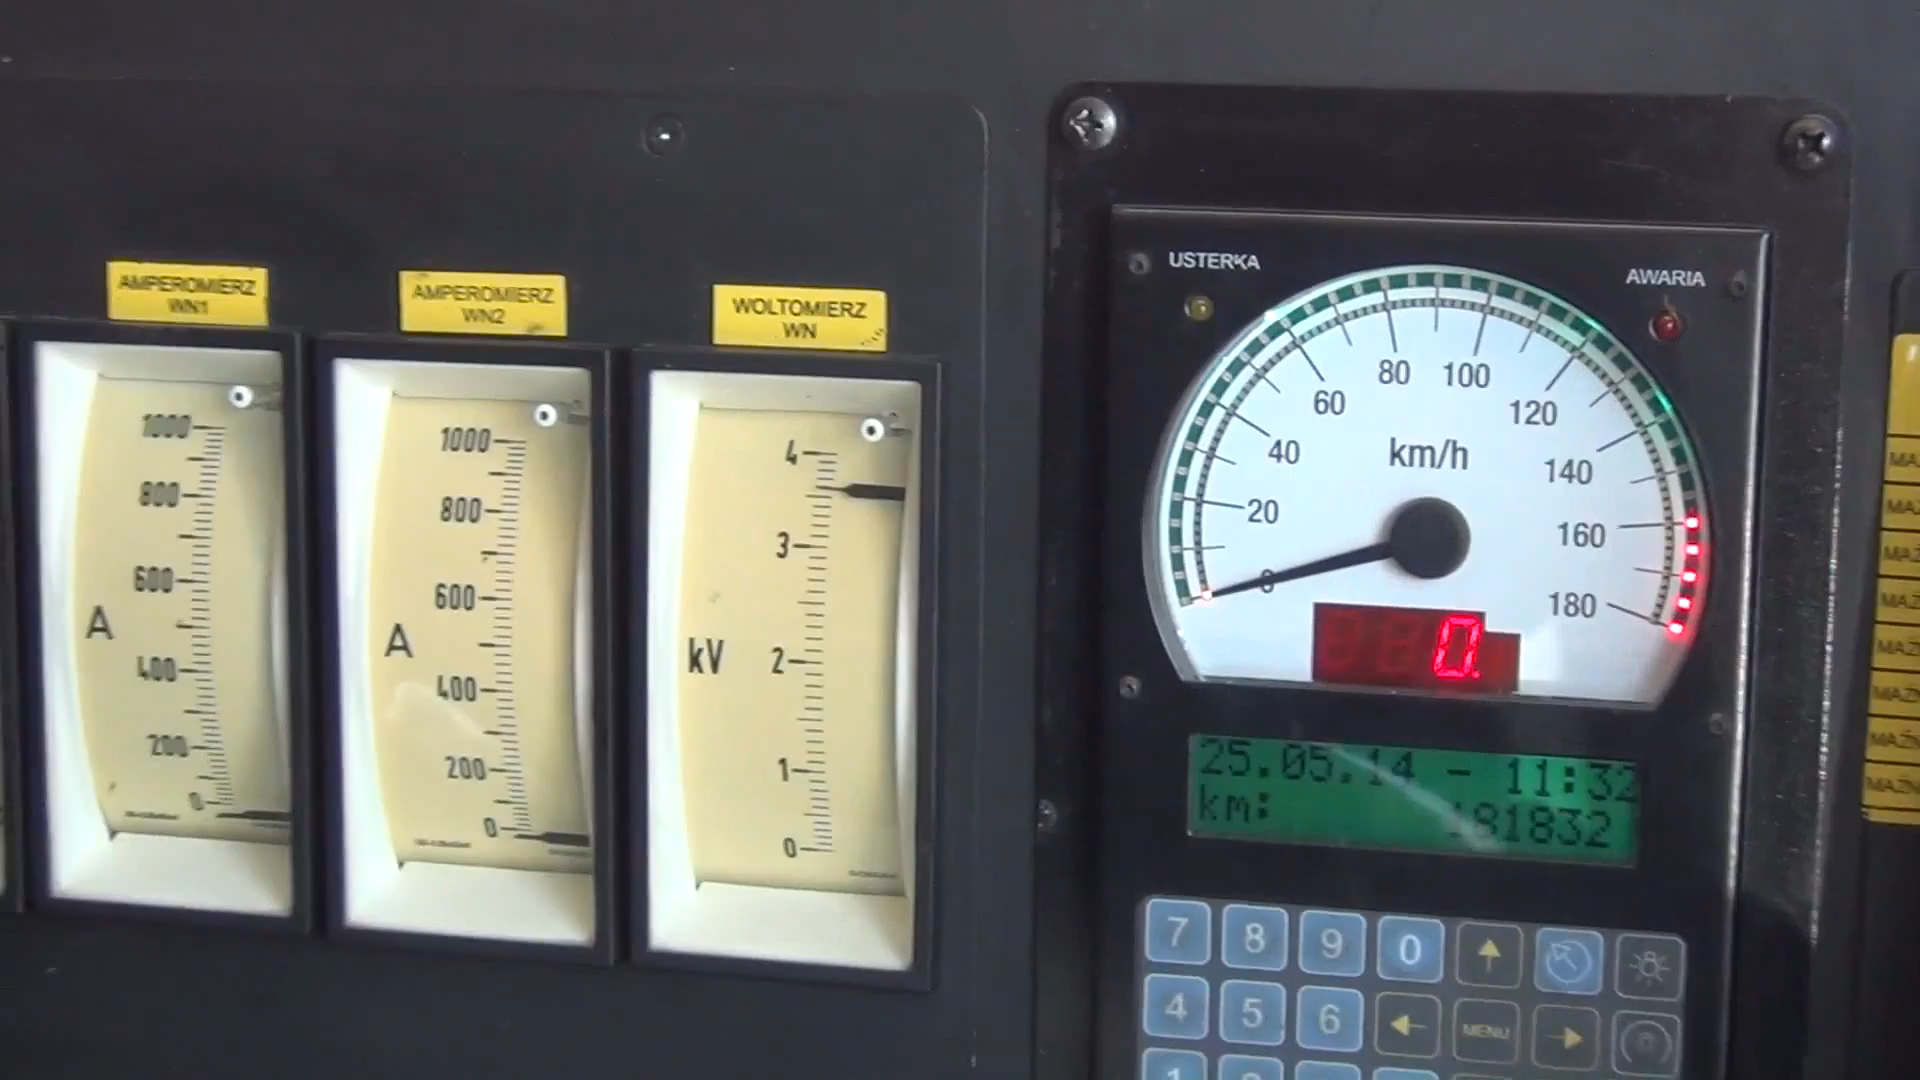 AMPEROMIERZ
WN1
1000
800
600
A
400
200
0
AMPEROMIERZ
WN2
1000
800
600
A
400
200
0
WOLTOMIERZ
WN
4
3
kV
2
1
0
USTERKA
AWARIA
0
20
40
60
80
100
120
140
160
180
km/h
0.
25.05.14 - 11:32
km: 181832
7 8 9 0
4 5 6 MENU